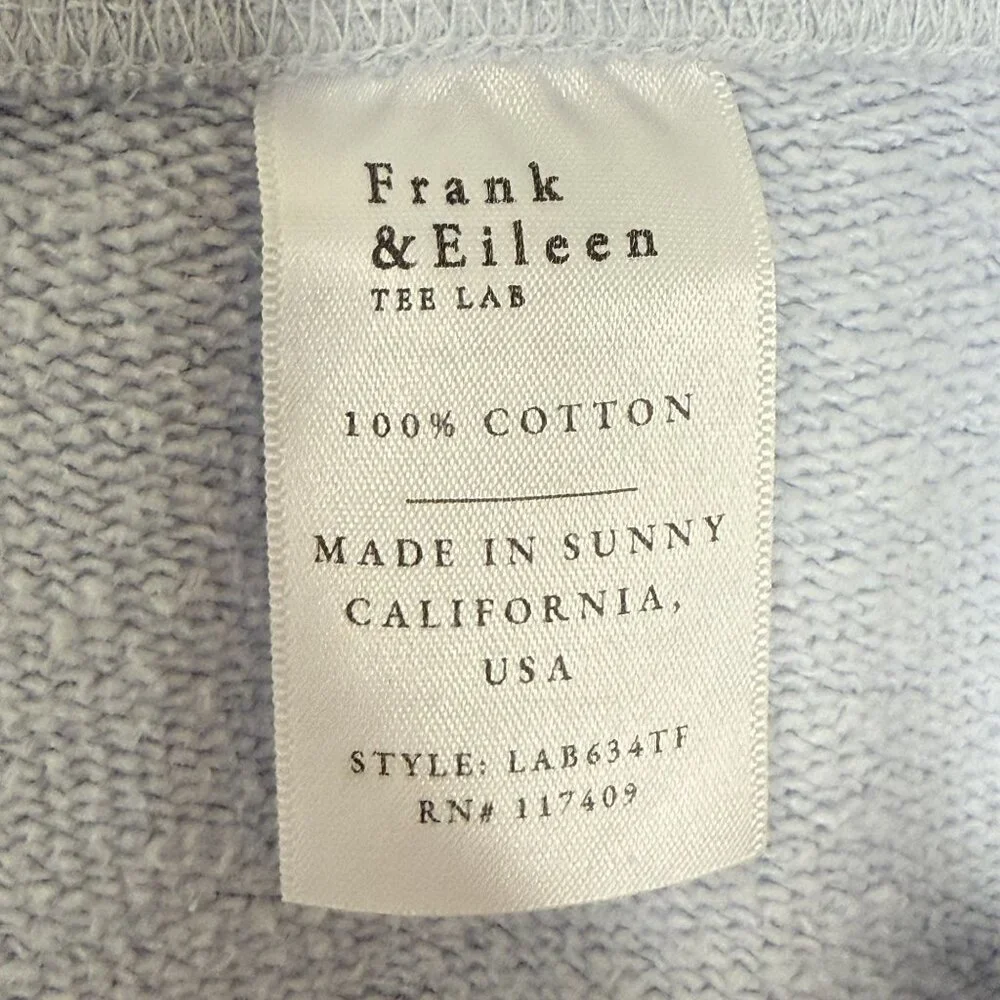 Frank
&Eileen
TEE LAB
100% COTTON
MADE IN SUNNY
CALIFORNIA,
USA
STYLE: LAB634TF
RN# 117409